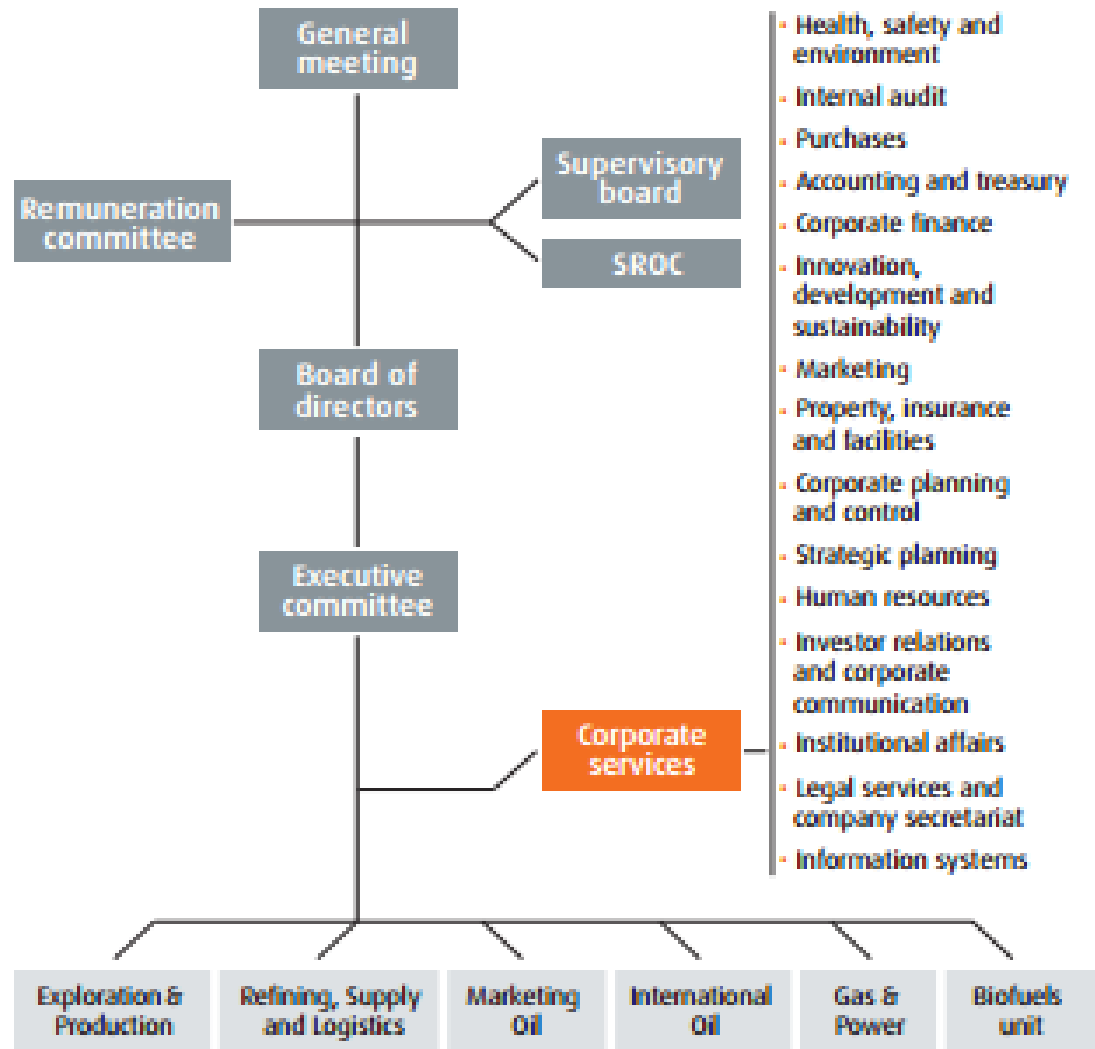 General
meeting
Supervisory
board
Remuneration
committee
SROC
Board of
directors
Executive
committee
Corporate
services
- Health, safety and
environment
- Internal audit
- Purchases
- Accounting and treasury
- Corporate finance
- Innovation,
development and
sustainability
- Marketing
- Property, insurance
and facilities
- Corporate planning
and control
- Strategic planning
- Human resources
- Investor relations
and corporate
communication
- Institutional affairs
- Legal services and
company secretariat
- Information systems
Exploration &
Production
Refining, Supply
and Logistics
Marketing
Oil
International
Oil
Gas &
Power
Biofuels
unit